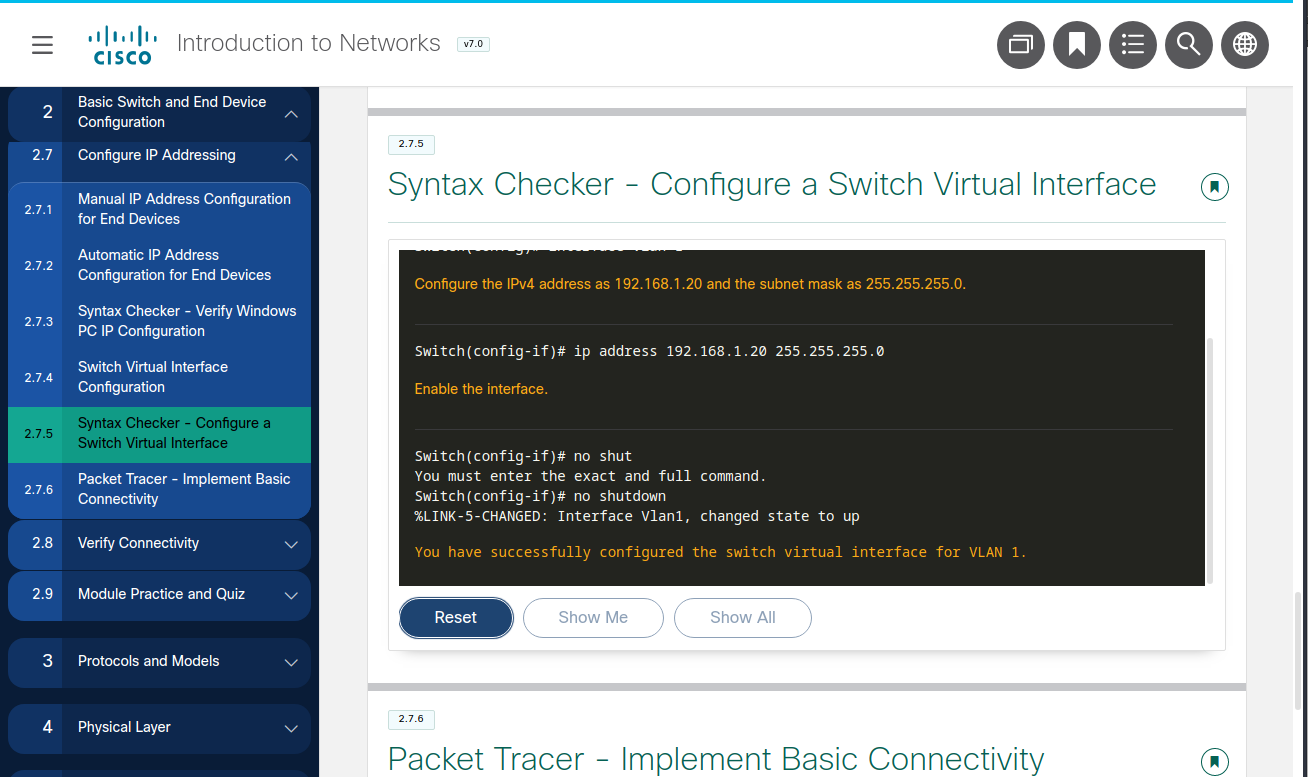 CISCO
Introduction to Networks
v7.0
2
Basic Switch and End Device
Configuration
2.7
Configure IP Addressing
2.7.1
Manual IP Address Configuration
for End Devices
2.7.2
Automatic IP Address
Configuration for End Devices
2.7.3
Syntax Checker - Verify Windows
PC IP Configuration
2.7.4
Switch Virtual Interface
Configuration
2.7.5
Syntax Checker - Configure a
Switch Virtual Interface
2.7.6
Packet Tracer - Implement Basic
Connectivity
2.8
Verify Connectivity
2.9
Module Practice and Quiz
3
Protocols and Models
4
Physical Layer
2.7.5
Syntax Checker - Configure a Switch Virtual Interface
Configure the IPv4 address as 192.168.1.20 and the subnet mask as 255.255.255.0.
Switch(config-if)# ip address 192.168.1.20 255.255.255.0
Enable the interface.
Switch(config-if)# no shut
You must enter the exact and full command.
Switch(config-if)# no shutdown
%LINK-5-CHANGED: Interface Vlan1, changed state to up
You have successfully configured the switch virtual interface for VLAN 1.
Reset
Show Me
Show All
2.7.6
Packet Tracer - Implement Basic Connectivity